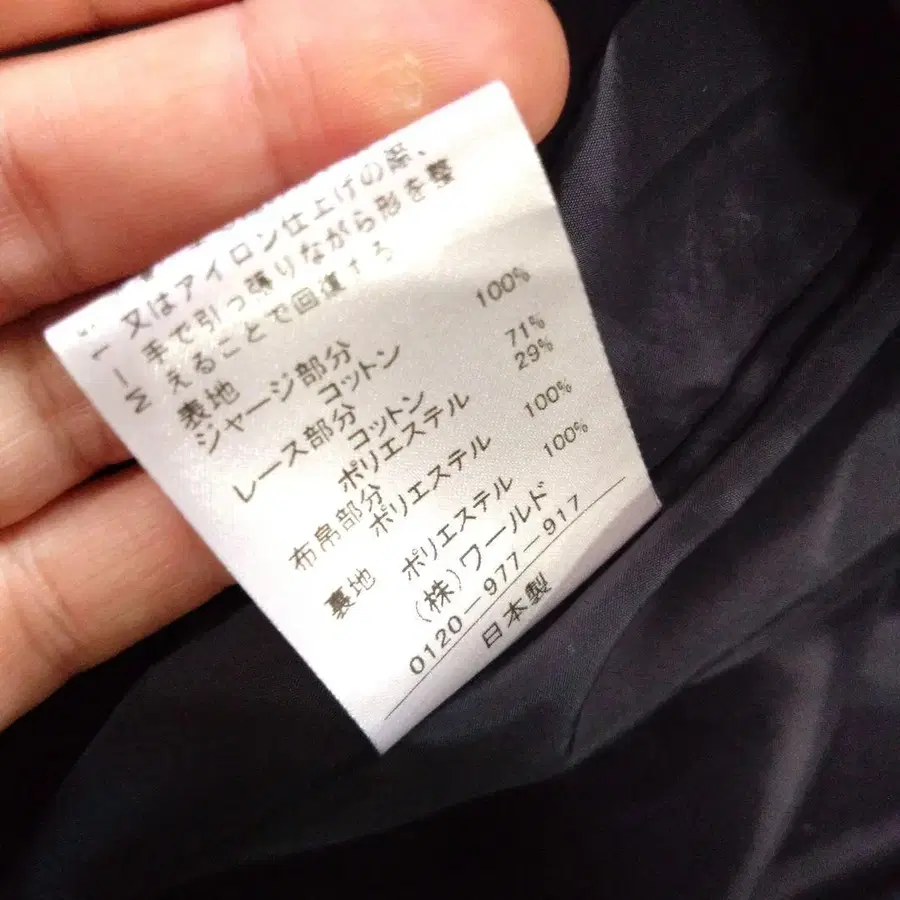 又はアイロン仕上げの際、
手で引っ張りながら形を整
えることで回復する
表地
ジャージ部分
コットン 100%
レース部分
コットン 71%
ポリエステル 29%
布帛部分
ポリエステル 100%
裏地 ポリエステル 100%
(株)ワールド
0120-977-917
日本製